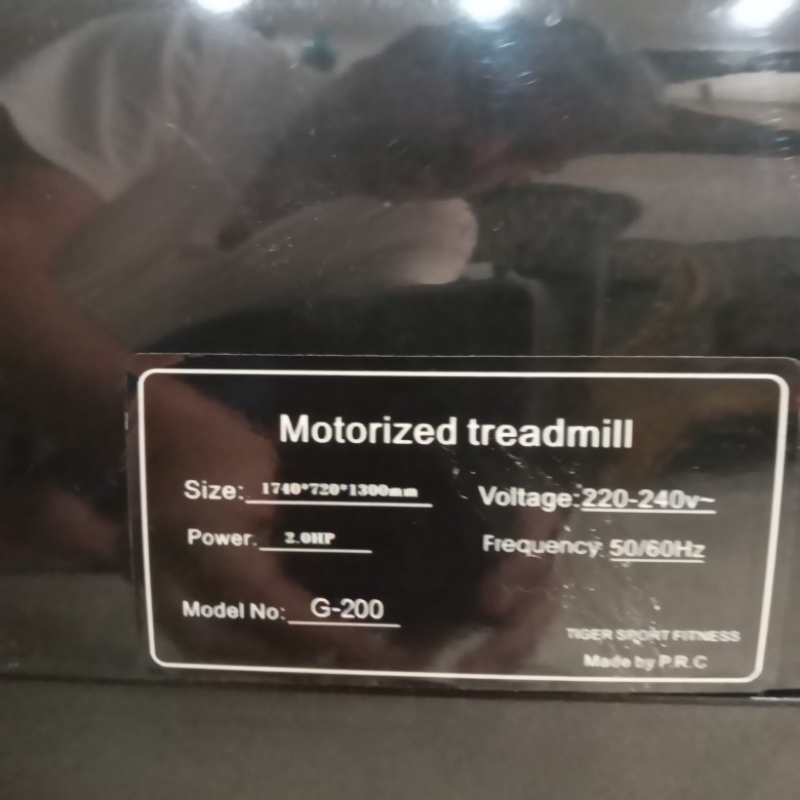 Motorized treadmill
Size: 1740*720*1300mm
Voltage: 220-240v~
Power: 2.0HP
Frequency: 50/60Hz
Model No: G-200
TIGER SPORT FITNESS
Made by P.R.C